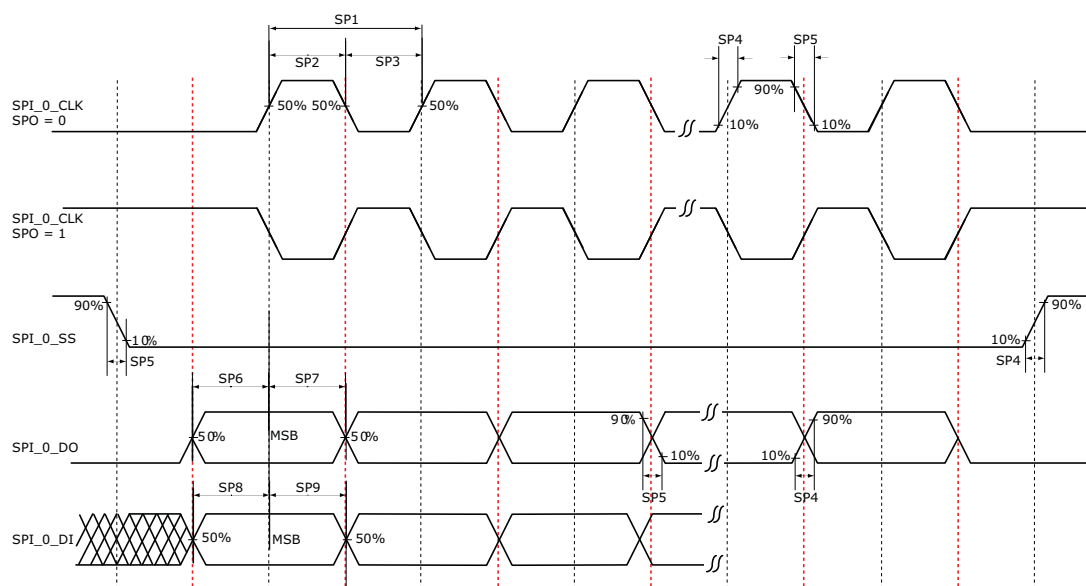 SP1
SP2 SP3 SP4 SP5
SPI_0_CLK
SPO = 0
50% 50% 50% 90% 10% 10%
SPI_0_CLK
SPO = 1
SPI_0_SS
90% 10% SP5 90% 10% SP4
SP6 SP7
SPI_0_DO
50% MSB 50% 90% 10% SP5 90% 10% SP4
SP8 SP9
SPI_0_DI
50% MSB 50%